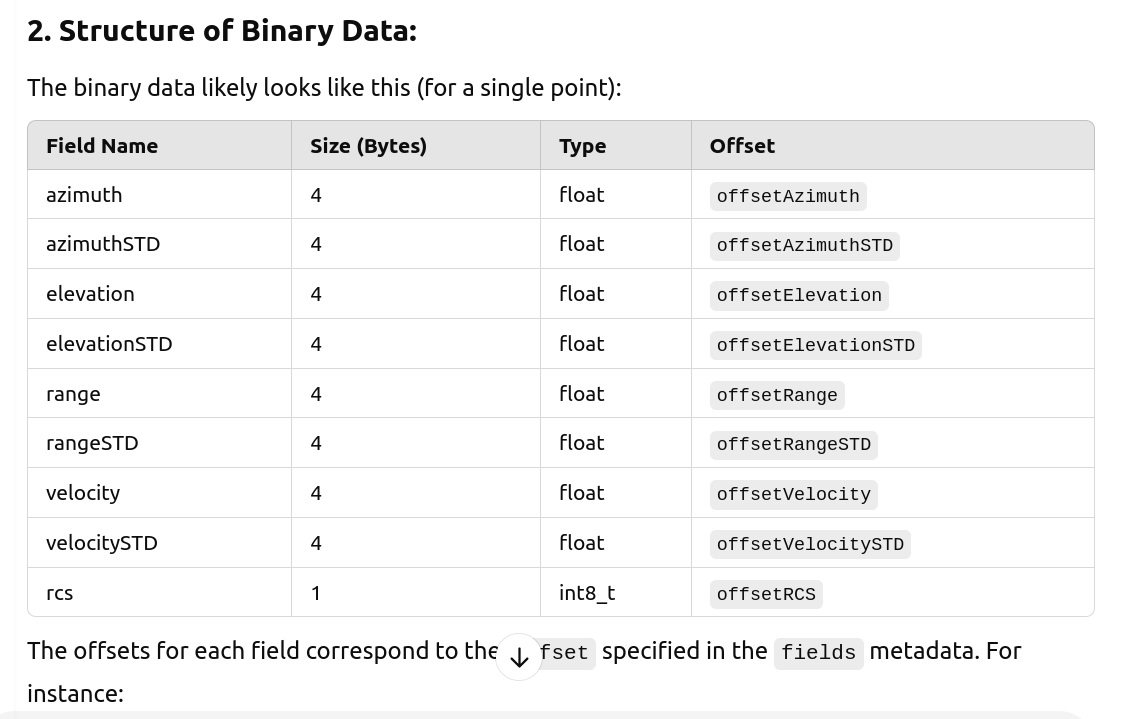 2. Structure of Binary Data:
The binary data likely looks like this (for a single point):
Field Name Size (Bytes) Type Offset
azimuth 4 float offsetAzimuth
azimuthSTD 4 float offsetAzimuthSTD
elevation 4 float offsetElevation
elevationSTD 4 float offsetElevationSTD
range 4 float offsetRange
rangeSTD 4 float offsetRangeSTD
velocity 4 float offsetVelocity
velocitySTD 4 float offsetVelocitySTD
rcs 1 int8_t offsetRCS
The offsets for each field correspond to the fset specified in the fields metadata. For
instance: